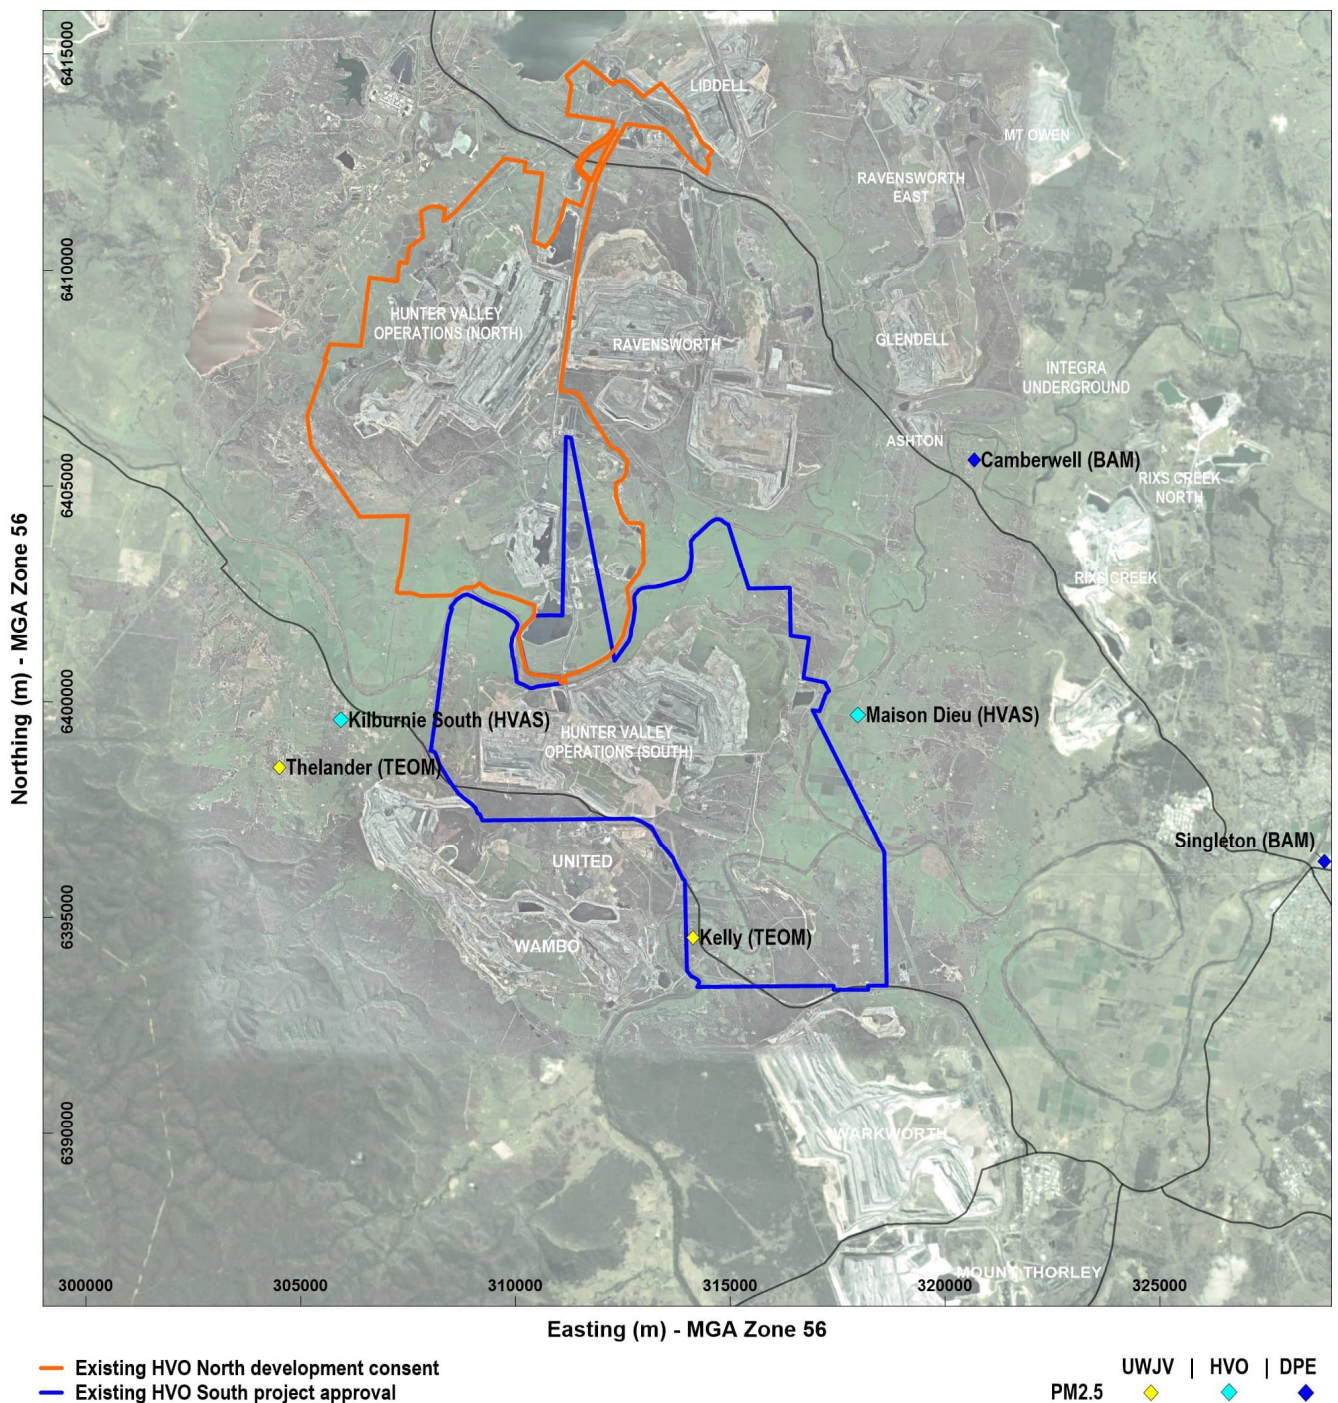 6415000
LIDDELL
MT OWEN
RAVENSWORTH
EAST
6410000
HUNTER VALLEY
OPERATIONS (NORTH)
RAVENSWORTH
GLENDELL
INTEGRA
UNDERGROUND
ASHTON
Camberwell (BAM)
6405000
RIXS CREEK
NORTH
RIXS CREEK
Northing (m) - MGA Zone 56
6400000
Kilburnie South (HVAS)
Maison Dieu (HVAS)
HUNTER VALLEY
OPERATIONS (SOUTH)
Thelander (TEOM)
Singleton (BAM)
UNITED
6395000
Kelly (TEOM)
WAMBO
6390000
WARKWORTH
MOUNT THORLEY
300000 305000 310000 315000 320000 325000
Easting (m) - MGA Zone 56
Existing HVO North development consent
Existing HVO South project approval
UWJV | HVO | DPE
PM2.5